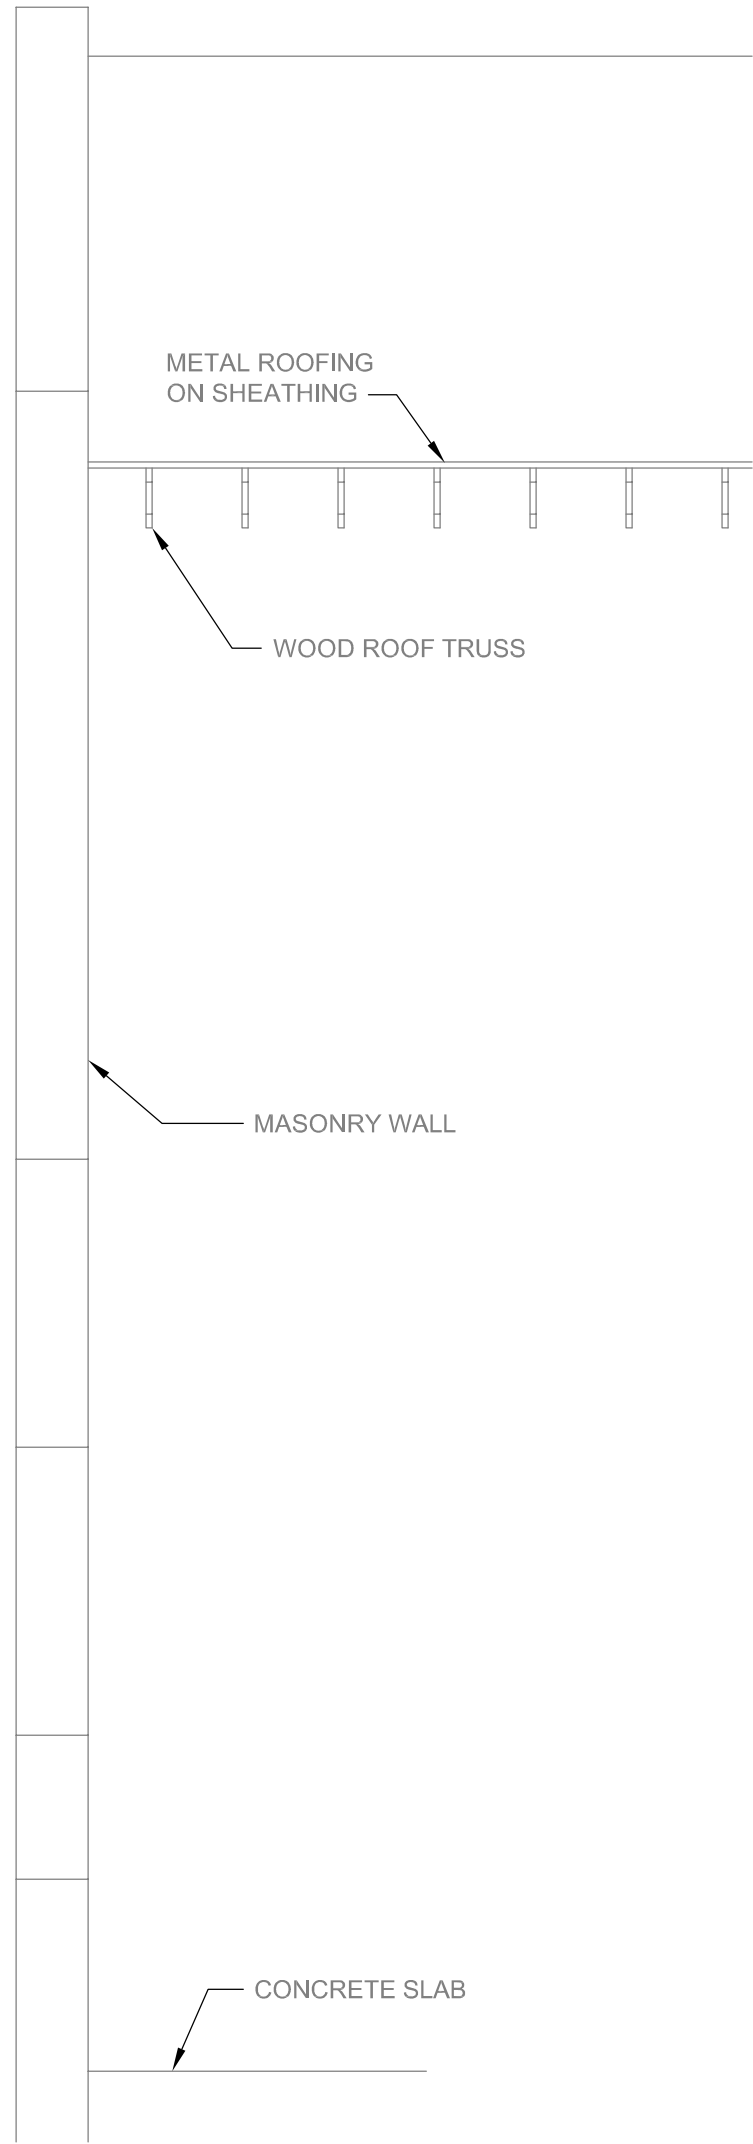 METAL ROOFING
ON SHEATHING
WOOD ROOF TRUSS
MASONRY WALL
CONCRETE SLAB